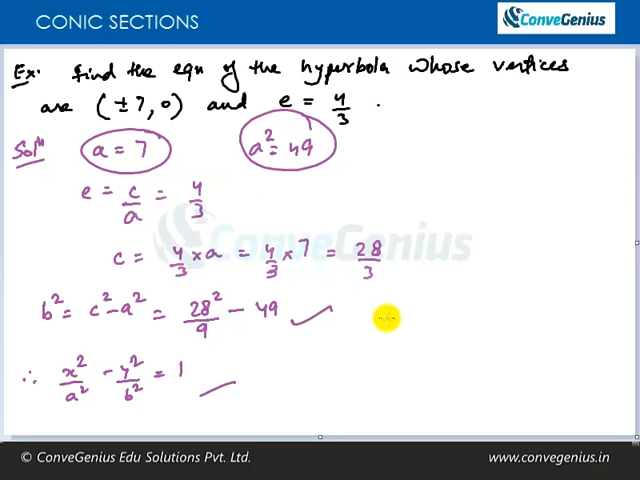 CONIC SECTIONS
ConveGenius
Ex: Find the eqn of the hyperbola whose vertices
are (±7, 0) and e = 4/3 .
Solⁿ a = 7 a² = 49
e = c/a = 4/3
ConveGenius
c = 4/3 × a = 4/3 × 7 = 28/3
b² = c² - a² = 28²/9 - 49
∴ x²/a² - y²/b² = 1
© ConveGenius Edu Solutions Pvt. Ltd. www.convegenius.in